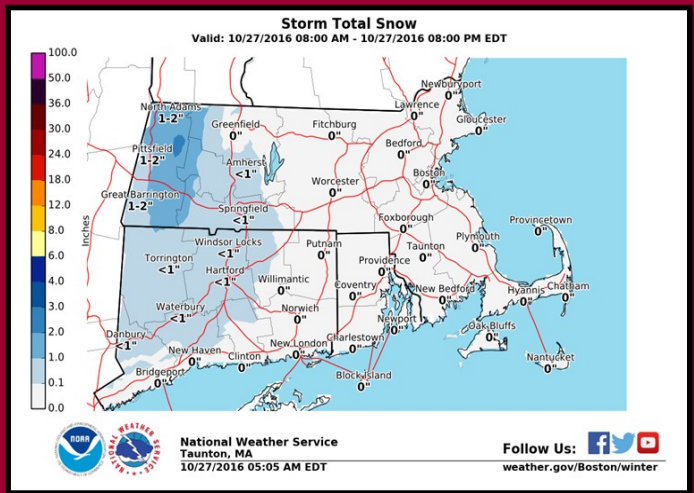 Storm Total Snow
Valid: 10/27/2016 08:00 AM - 10/27/2016 08:00 PM EDT
100.0
50.0
36.0
30.0
24.0
18.0
12.0
8.0
6.0
4.0
3.0
2.0
1.0
0.1
0.0
Inches
Newburyport
0"
North Adams
1-2"
Lawrence
0"
Greenfield
0"
Fitchburg
0"
Gloucester
0"
Bedford
0"
Pittsfield
1-2"
Amherst
<1"
Boston
0"
Worcester
0"
Great Barrington
1-2"
Springfield
<1"
Foxborough
0"
Provincetown
0"
Windsor Locks
<1"
Putnam
0"
Taunton
0"
Plymouth
0"
Torrington
<1"
Hartford
<1"
Providence
0"
Willimantic
0"
Coventry
0"
New Bedford
0"
Hyannis
0"
Chatham
0"
Waterbury
<1"
Norwich
0"
Newport
0"
Oak Bluffs
0"
Danbury
<1"
New Haven
0"
New London
0"
Charlestown
0"
Clinton
0"
Nantucket
0"
Bridgeport
0"
Block Island
0"
NOAA
NATIONAL WEATHER SERVICE
National Weather Service
Taunton, MA
10/27/2016 05:05 AM EDT
Follow Us:
weather.gov/Boston/winter